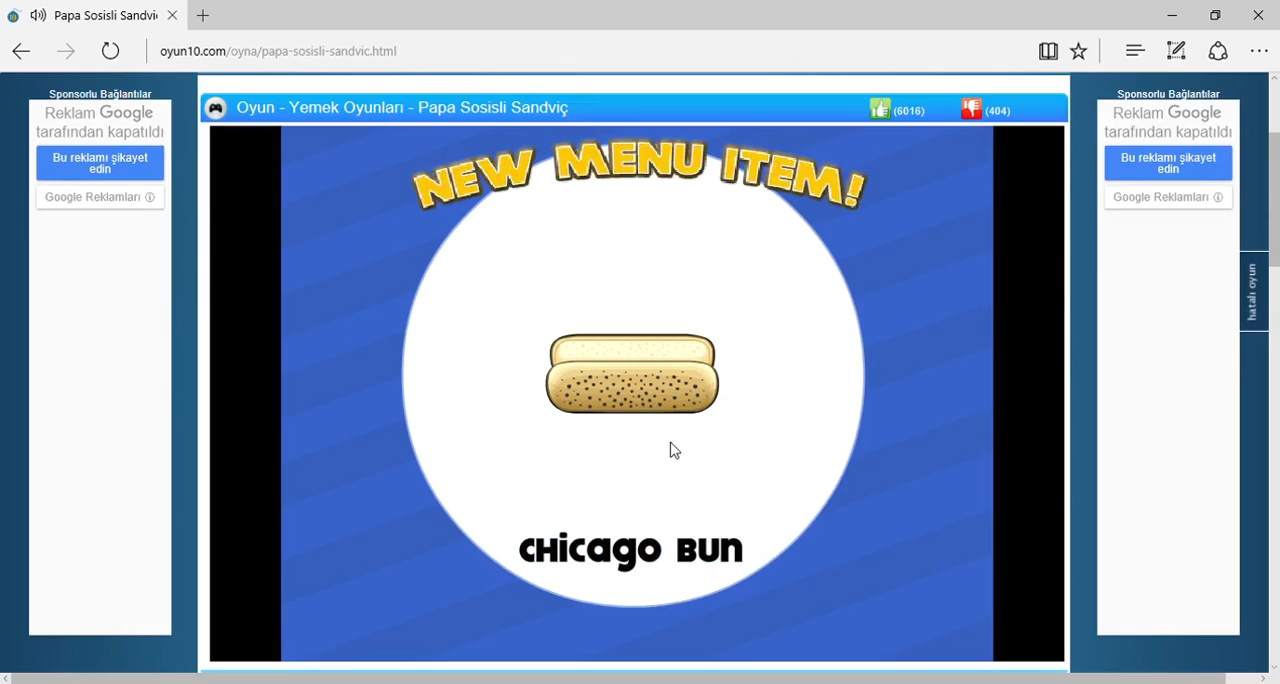 Papa Sosisli Sandvi
oyun10.com/oyna/papa-sosisli-sandvic.html
Sponsorlu Bağlantılar
Reklam Google
tarafından kapatıldı
Bu reklamı şikayet
edin
Google Reklamları
Oyun - Yemek Oyunları - Papa Sosisli Sandviç
(6016)
(404)
NEW MENU ITEM!
CHicago Bun
Sponsorlu Bağlantılar
Reklam Google
tarafından kapatıldı
Bu reklamı şikayet
edin
Google Reklamları
hatalı oyun